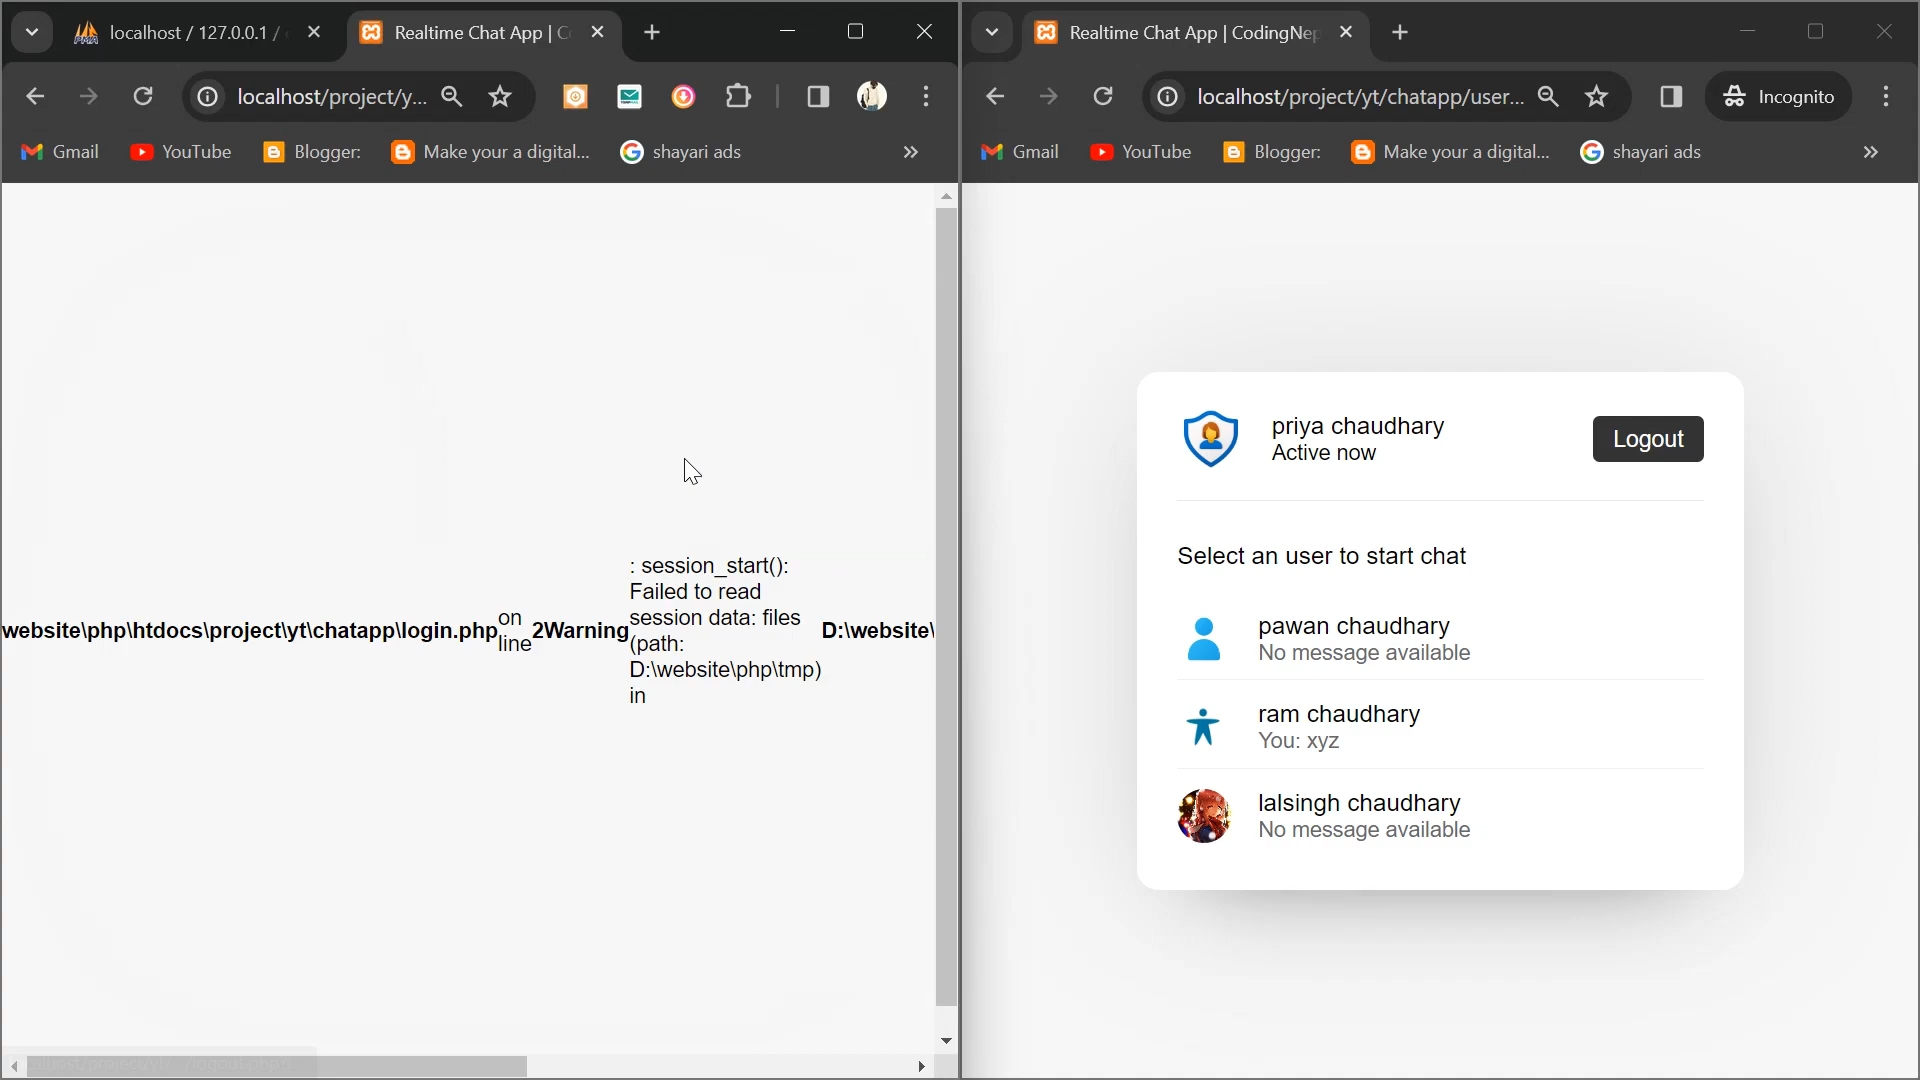 localhost / 127.0.0.1 /
Realtime Chat App | C
localhost/project/y...
Gmail
YouTube
Blogger:
Make your a digital...
shayari ads
»
: session_start():
Failed to read
session data: files
(path:
D:\website\php\tmp)
in
website\php\htdocs\project\yt\chatapp\login.php
on
line
2Warning
D:\website\
Realtime Chat App | CodingNep
localhost/project/yt/chatapp/user...
Incognito
Gmail
YouTube
Blogger:
Make your a digital...
shayari ads
»
priya chaudhary
Active now
Logout
Select an user to start chat
pawan chaudhary
No message available
ram chaudhary
You: xyz
lalsingh chaudhary
No message available